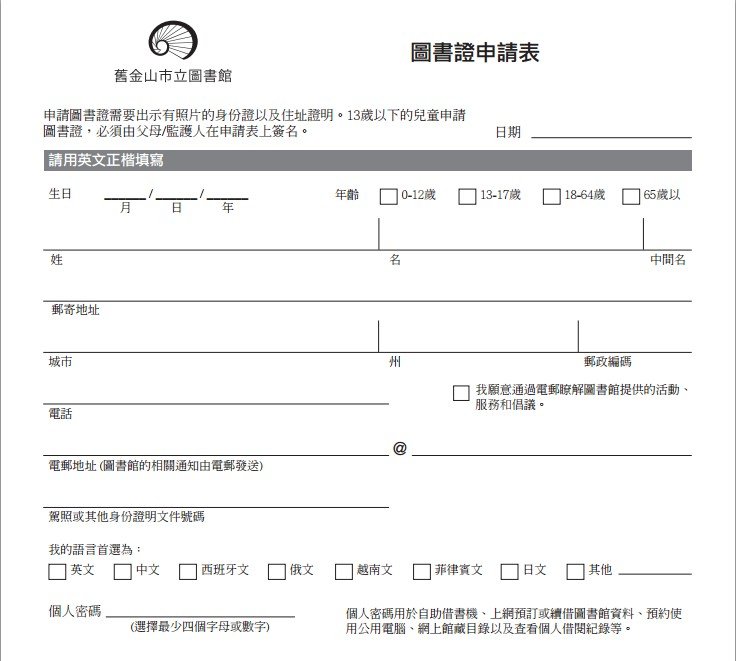 舊金山市立圖書館
圖書證申請表
申請圖書證需要出示有照片的身份證以及住址證明。13歲以下的兒童申請
圖書證，必須由父母/監護人在申請表上簽名。
日期
請用英文正楷填寫
生日 ______ / ______ / ______ 年齡 0-12歲 13-17歲 18-64歲 65歲以
月 日 年
姓 名 中間名
郵寄地址
城市 州 郵政編碼
我願意通過電郵瞭解圖書館提供的活動、
服務和倡議。
電話
@
電郵地址 (圖書館的相關通知由電郵發送)
駕照或其他身份證明文件號碼
我的語言首選為：
英文 中文 西班牙文 俄文 越南文 菲律賓文 日文 其他
個人密碼
(選擇最少四個字母或數字)
個人密碼用於自助借書機、上網預訂或續借圖書館資料、預約使
用公用電腦、網上館藏目錄以及查看個人借閱紀錄等。